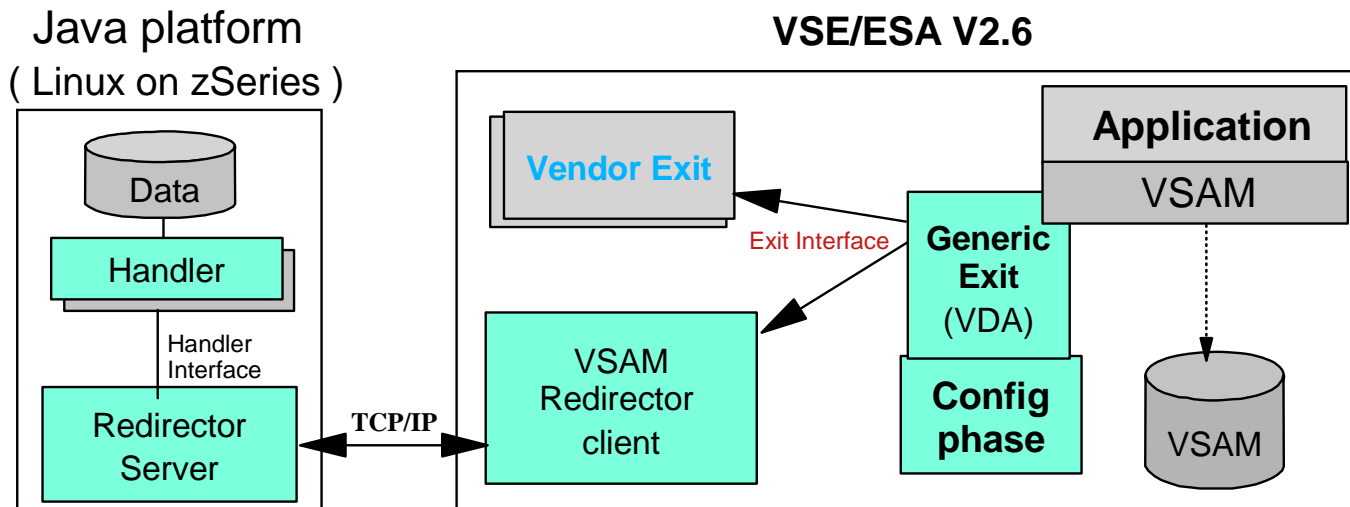 Java platform
( Linux on zSeries )
Data
Handler
Handler
Interface
Redirector
Server
TCP/IP
VSE/ESA V2.6
Vendor Exit
Exit Interface
VSAM
Redirector
client
Generic
Exit
(VDA)
Config
phase
Application
VSAM
VSAM